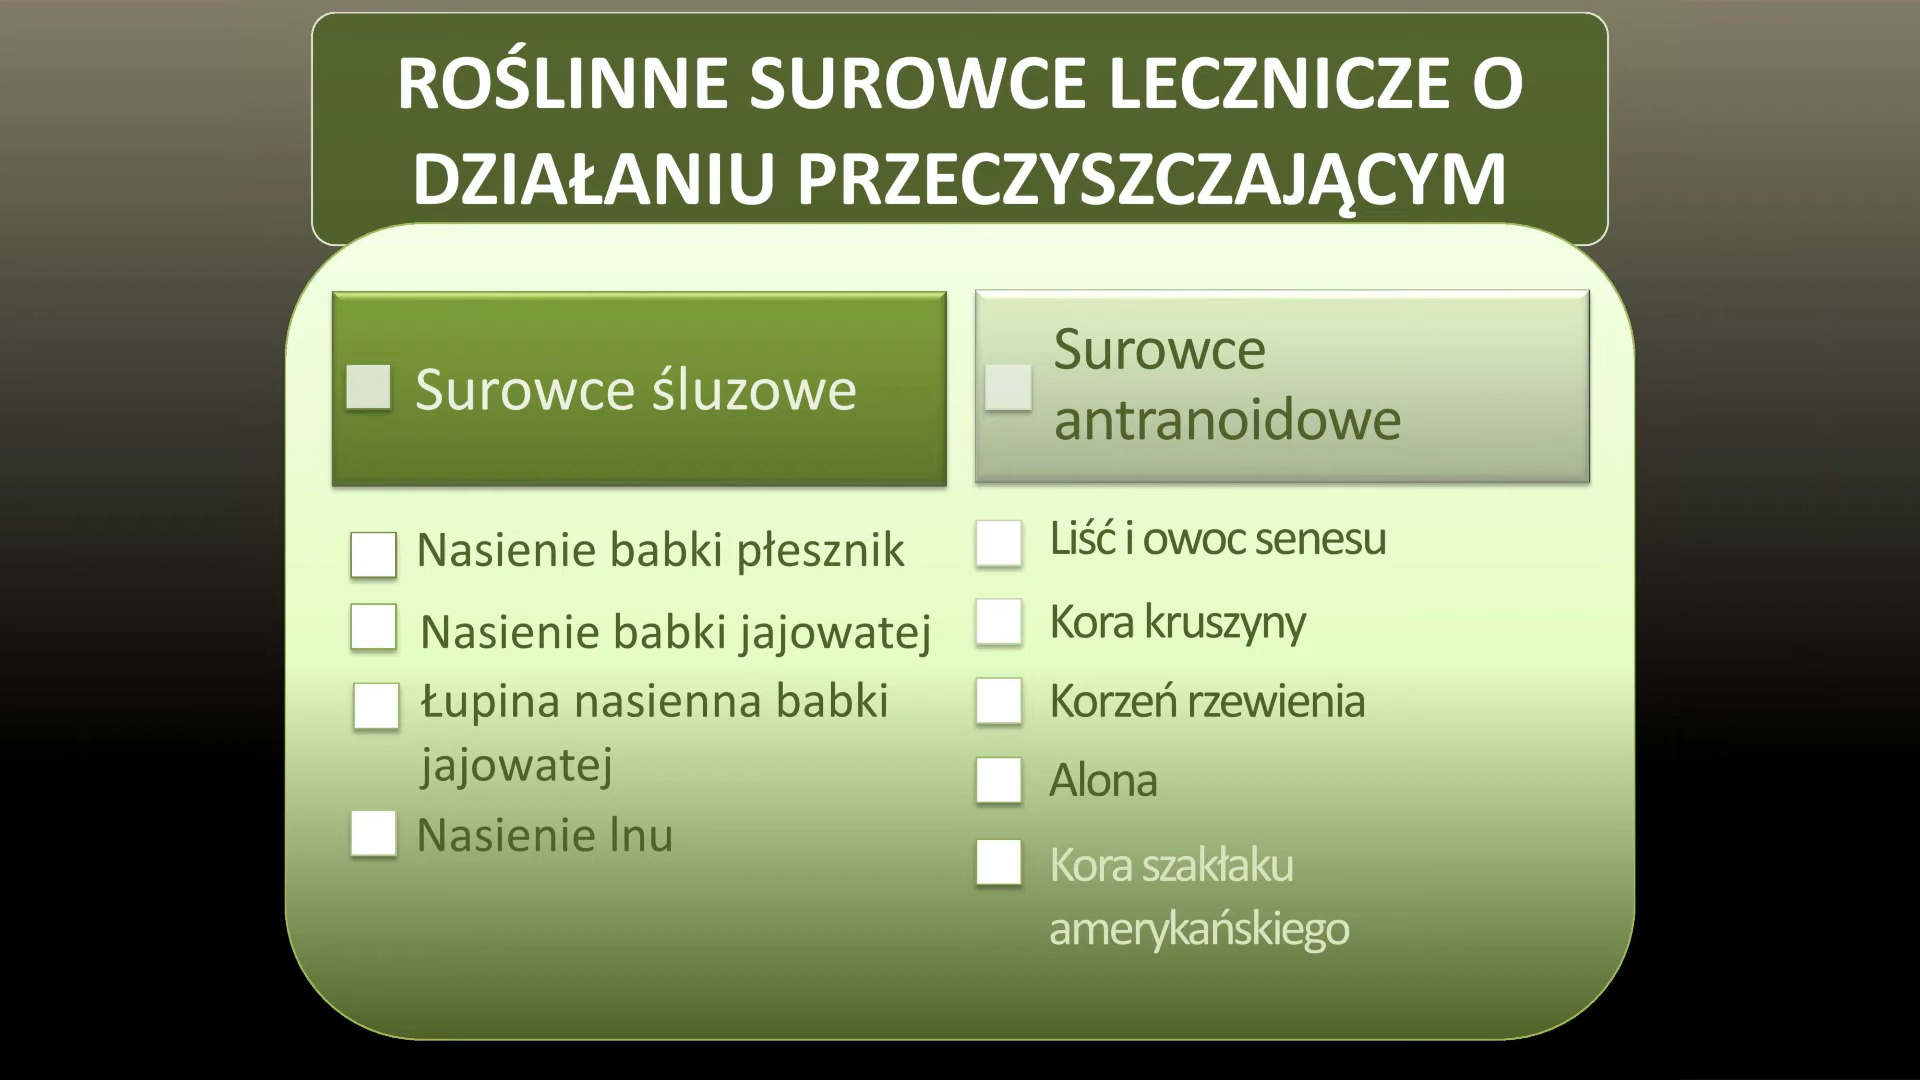 ROŚLINNE SUROWCE LECZNICZE O
DZIAŁANIU PRZECZYSZCZAJĄCYM
Surowce śluzowe
Nasienie babki płesznik
Nasienie babki jajowatej
Łupina nasienna babki
jajowatej
Nasienie lnu
Surowce
antranoidowe
Liść i owoc senesu
Kora kruszyny
Korzeń rzewienia
Alona
Kora szakłaku
amerykańskiego